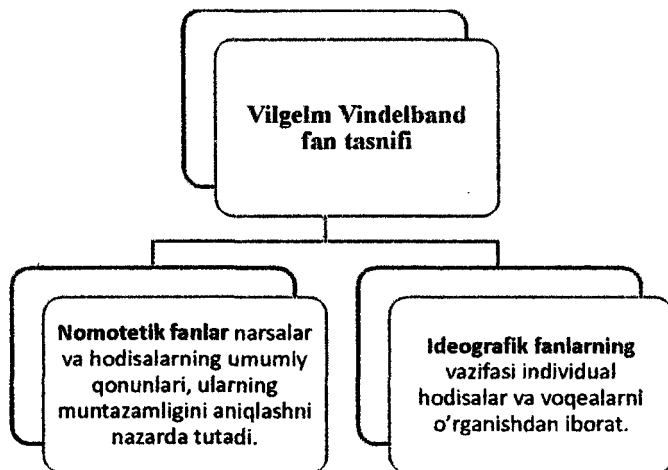 Vilgelm Vindelband
fan tasnifi
Nomotetik fanlar narsalar
va hodisalarning umumly
qonunlari, ularning
muntazamligini aniqlashni
nazarda tutadi.
Ideografik fanlarning
vazifasi individual
hodisalar va voqealarni
o'rganishdan iborat.